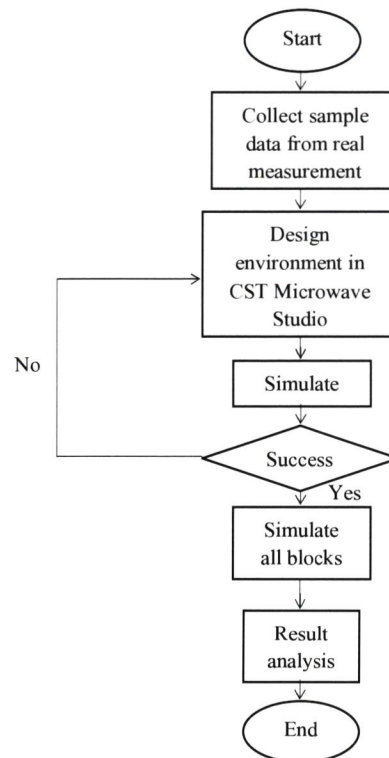 Start
Collect sample
data from real
measurement
Design
environment in
CST Microwave
Studio
No
Simulate
Success
Yes
Simulate
all blocks
Result
analysis
End